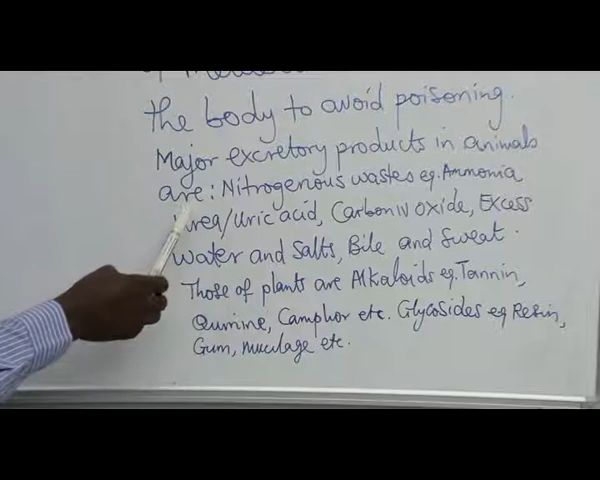 the body to avoid poisoning.
Major excretory products in animals
are: Nitrogenous wastes eg. Ammonia
Urea/Uric acid, Carbon IV oxide, Excess
water and salts, Bile and Sweat.
Those of plants are Alkaloids eg. Tannin,
Quinine, Camphor etc. Glycosides eg Resin,
Gum, mucilage etc.